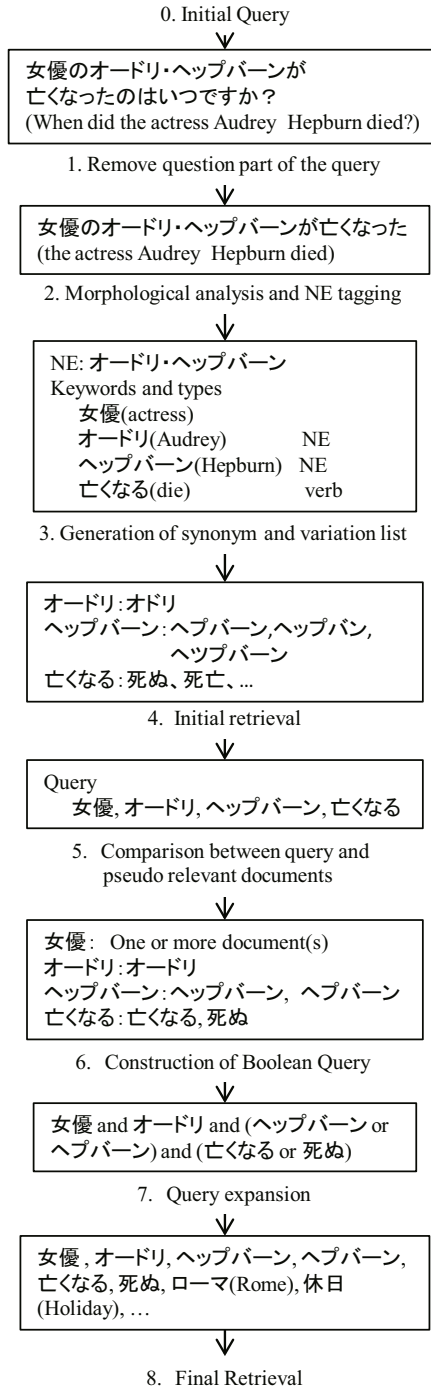 0. Initial Query
女優のオードリ・ヘップバーンが
亡くなったのはいつですか？
(When did the actress Audrey Hepburn died?)
1. Remove question part of the query
女優のオードリ・ヘップバーンが亡くなった
(the actress Audrey Hepburn died)
2. Morphological analysis and NE tagging
NE: オードリ・ヘップバーン
Keywords and types
女優(actress)
オードリ(Audrey) NE
ヘップバーン(Hepburn) NE
亡くなる(die) verb
3. Generation of synonym and variation list
オードリ：オドリ
ヘップバーン：ヘプバーン,ヘップバン,
ヘツプバーン
亡くなる：死ぬ、死亡、...
4. Initial retrieval
Query
女優, オードリ, ヘップバーン, 亡くなる
5. Comparison between query and
pseudo relevant documents
女優： One or more document(s)
オードリ：オードリ
ヘップバーン：ヘップバーン, ヘプバーン
亡くなる：亡くなる, 死ぬ
6. Construction of Boolean Query
女優 and オードリ and (ヘップバーン or
ヘプバーン) and (亡くなる or 死ぬ)
7. Query expansion
女優 , オードリ, ヘップバーン, ヘプバーン,
亡くなる, 死ぬ, ローマ(Rome), 休日
(Holiday), …
8. Final Retrieval